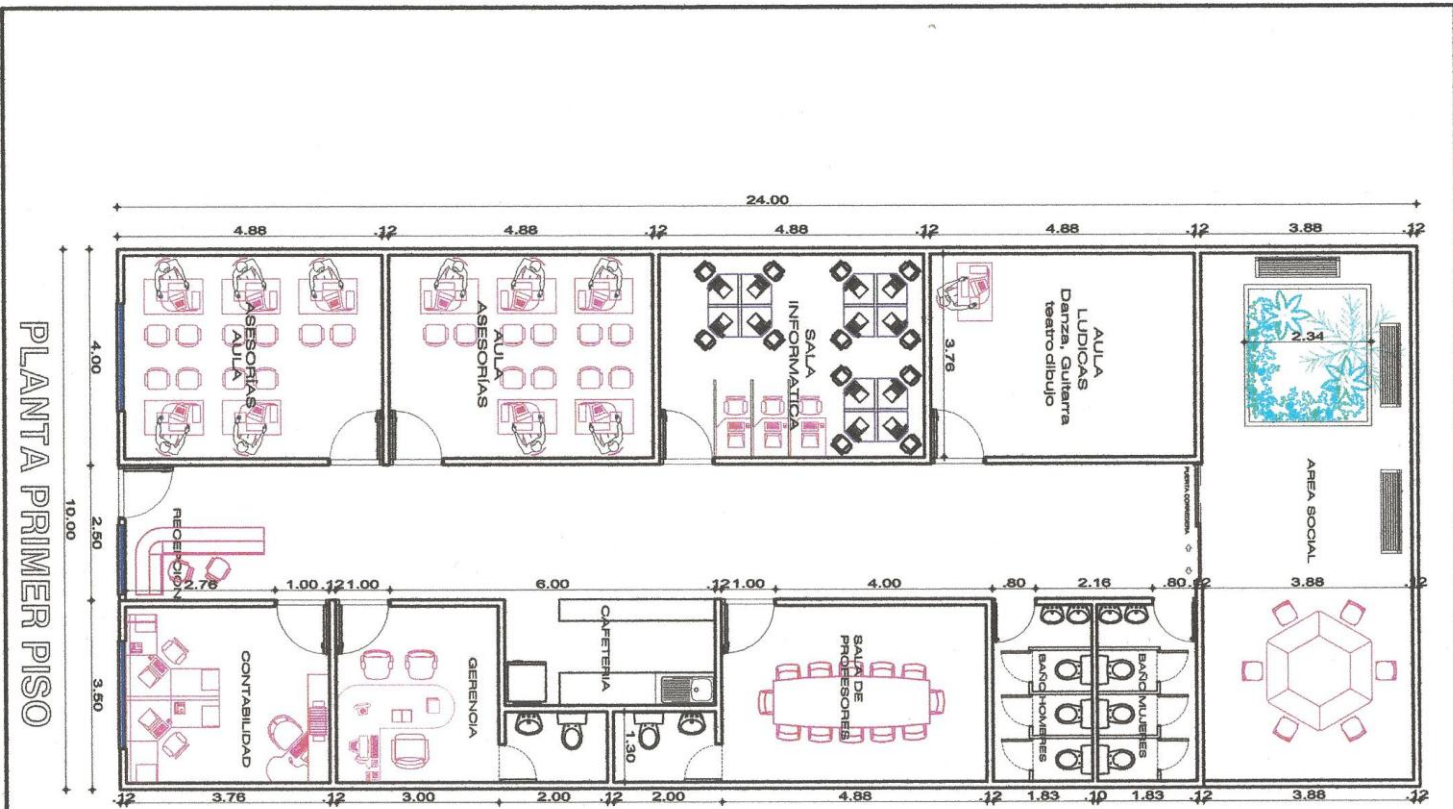 24.00
4.88
.12
4.88
.12
4.88
.12
4.88
.12
3.88
.12
ASESORÍAS
AULA
AULA
ASESORÍAS
SALA
INFORMATICA
AULA
LUDICAS
Danza, Guitarra
teatro dibujo
3.76
2.34
AREA SOCIAL
PUERTA CORREDERA
4.00
2.50
3.50
10.00
PLANTA PRIMER PISO
RECEPCION
2.76
1.00
.12
1.00
6.00
.12
1.00
4.00
.80
2.16
.80
.12
3.88
.12
CONTABILIDAD
GERENCIA
CAFETERIA
1.30
SALA DE
PROFESORES
BAÑO HOMBRES
BAÑO MUJERES
.12
3.76
.12
3.00
2.00
.12
2.00
4.88
.12
1.83
.10
1.83
.12
3.88
.12